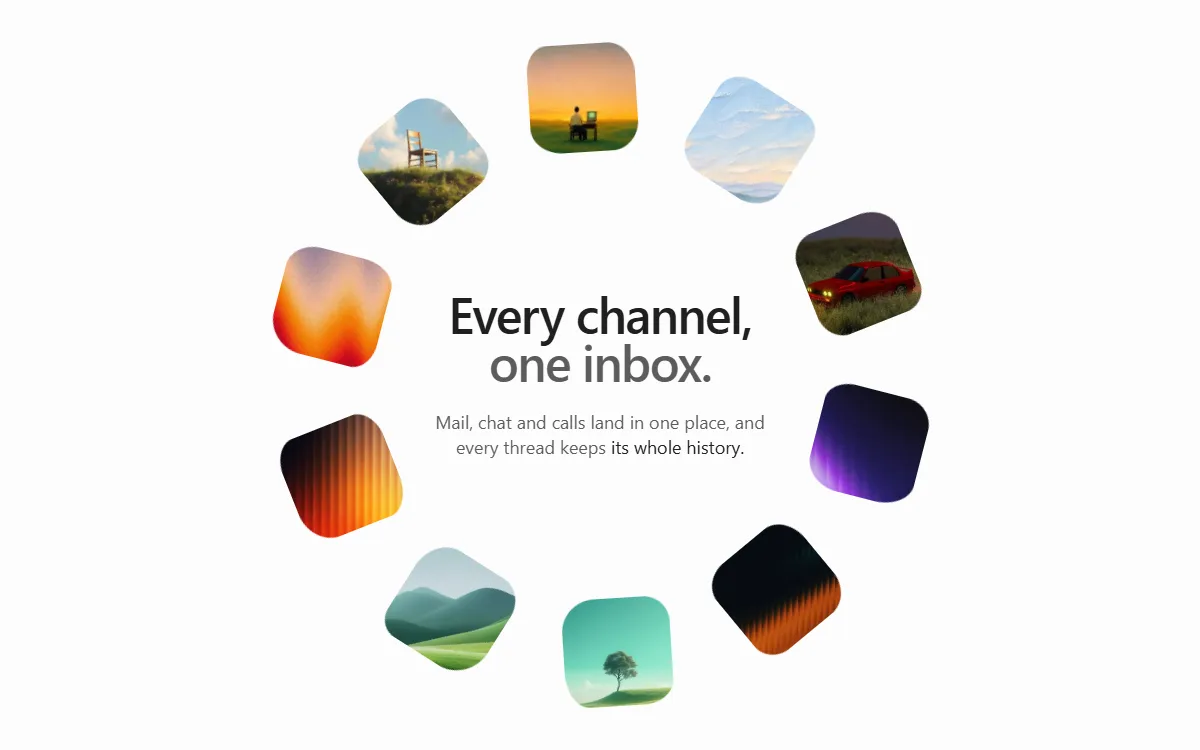 Every channel,
one inbox.
Mail, chat and calls land in one place, and
every thread keeps its whole history.